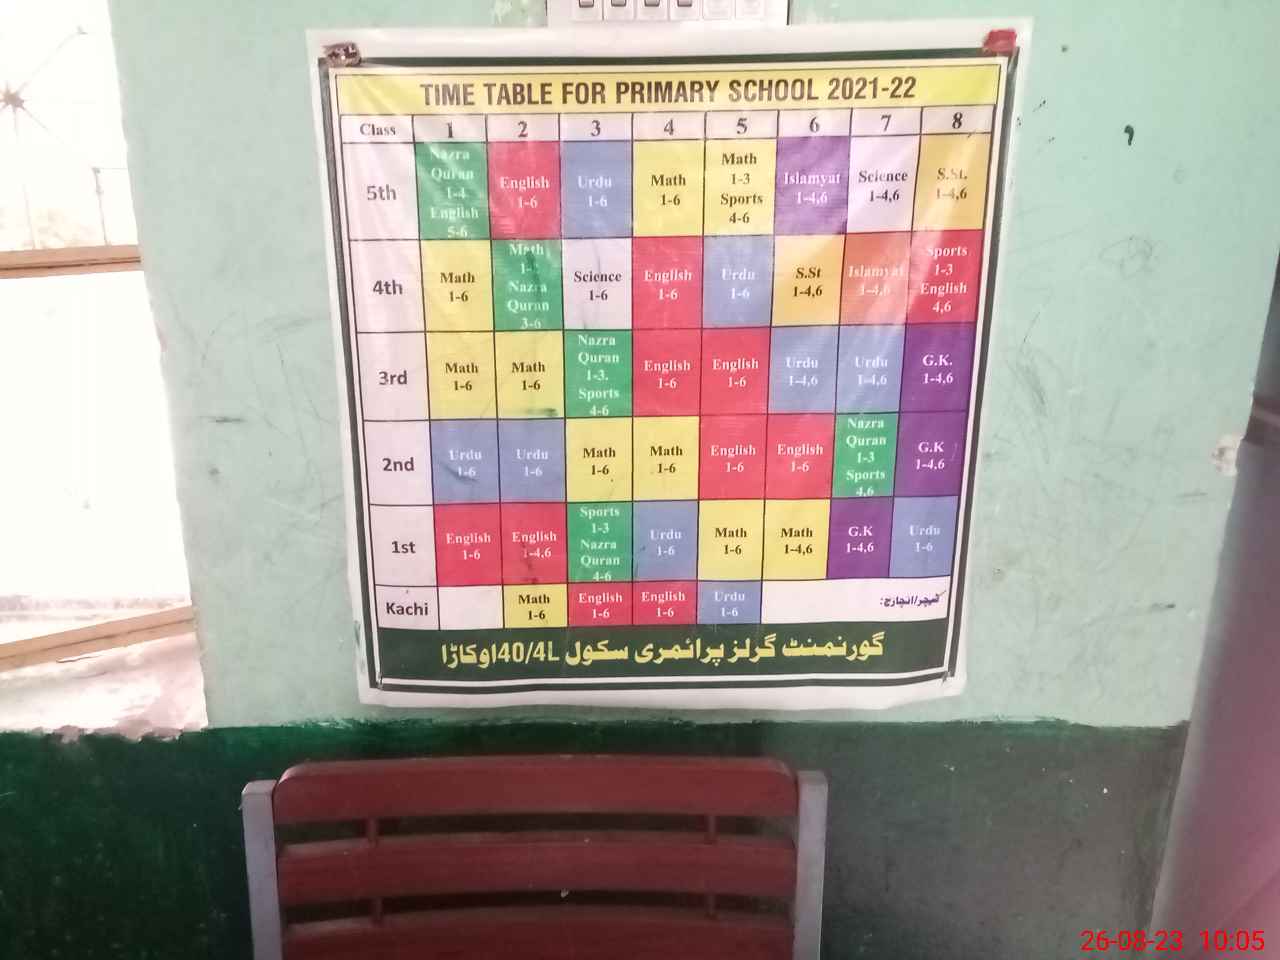 TIME TABLE FOR PRIMARY SCHOOL 2021-22
Class 1 2 3 4 5 6 7 8
5th
Nazra Quran 1-4 English 5-6
English 1-6
Urdu 1-6
Math 1-6
Math 1-3 Sports 4-6
Islamyat 1-4,6
Science 1-4,6
S.St. 1-4,6
4th
Math 1-6
Math Nazra Quran 3-6
Science 1-6
English 1-6
Urdu 1-6
S.St 1-4,6
Islamyat 1-4,6
Sports 1-3 English 4,6
3rd
Math 1-6
Math 1-6
Nazra Quran 1-3. Sports 4-6
English 1-6
English 1-6
Urdu 1-4,6
Urdu 1-4,6
G.K. 1-4,6
2nd
Urdu 1-6
Urdu 1-6
Math 1-6
Math 1-6
English 1-6
English 1-6
Nazra Quran 1-3 Sports 4,6
G.K 1-4,6
1st
English 1-6
English 1-4,6
Sports 1-3 Nazra Quran 4-6
Urdu 1-6
Math 1-6
Math 1-4,6
G.K 1-4,6
Urdu 1-6
Kachi
Math 1-6
English 1-6
English 1-6
Urdu 1-6
ٹیچر/انچارج:
گورنمنٹ گرلز پرائمری سکول 40/4L اوکاڑا
26-08-23 10:05